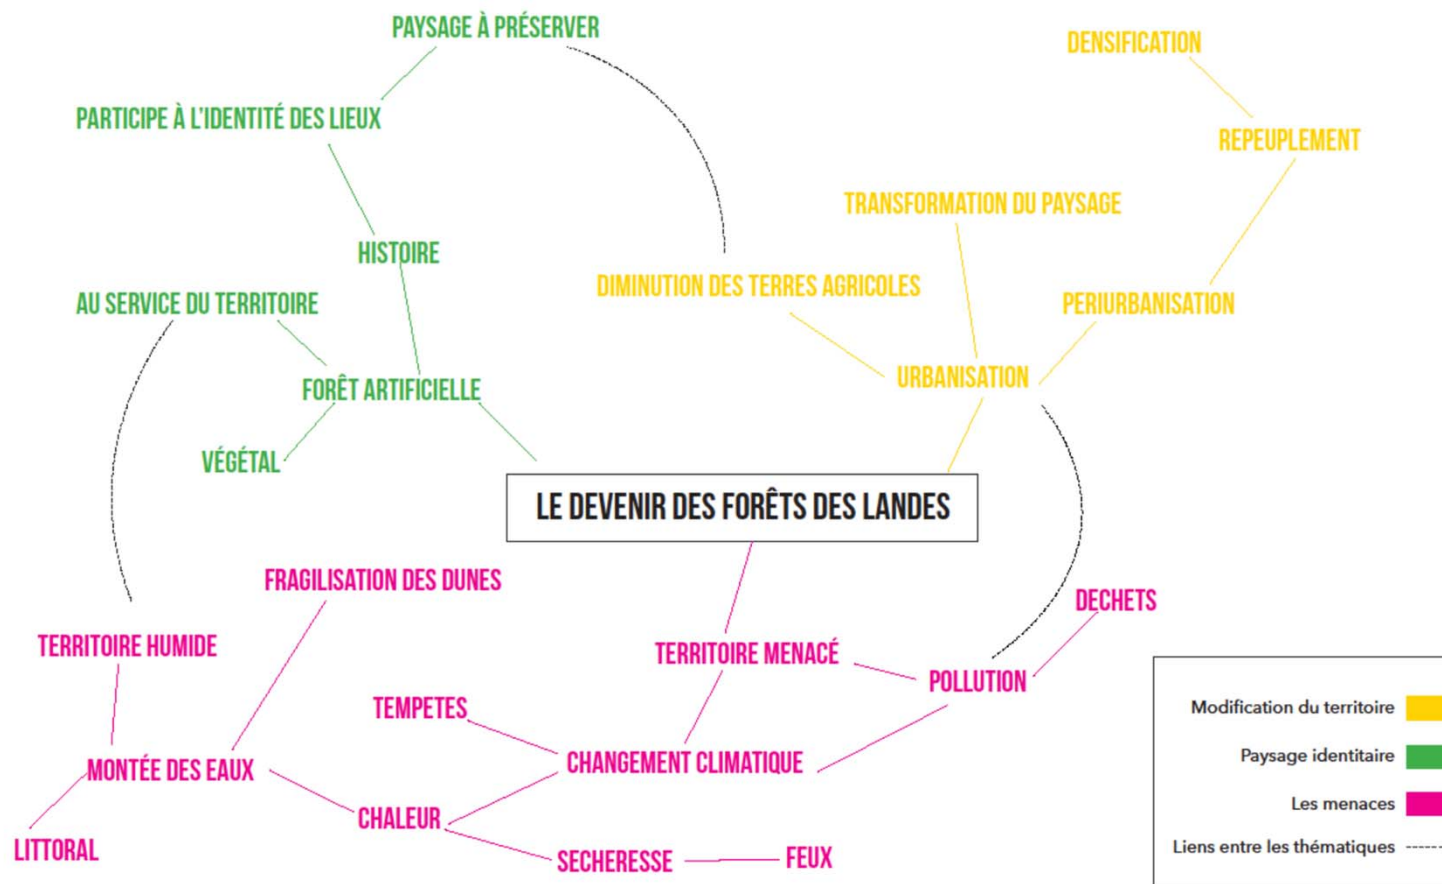 PAYSAGE À PRÉSERVER
DENSIFICATION
PARTICIPE À L'IDENTITÉ DES LIEUX
REPEUPLEMENT
TRANSFORMATION DU PAYSAGE
HISTOIRE
DIMINUTION DES TERRES AGRICOLES
AU SERVICE DU TERRITOIRE
PERIURBANISATION
URBANISATION
FORÊT ARTIFICIELLE
VÉGÉTAL
LE DEVENIR DES FORÊTS DES LANDES
FRAGILISATION DES DUNES
DECHETS
TERRITOIRE HUMIDE
TERRITOIRE MENACÉ
POLLUTION
TEMPETES
CHANGEMENT CLIMATIQUE
MONTÉE DES EAUX
CHALEUR
LITTORAL
SECHERESSE
FEUX
Modification du territoire
Paysage identitaire
Les menaces
Liens entre les thématiques